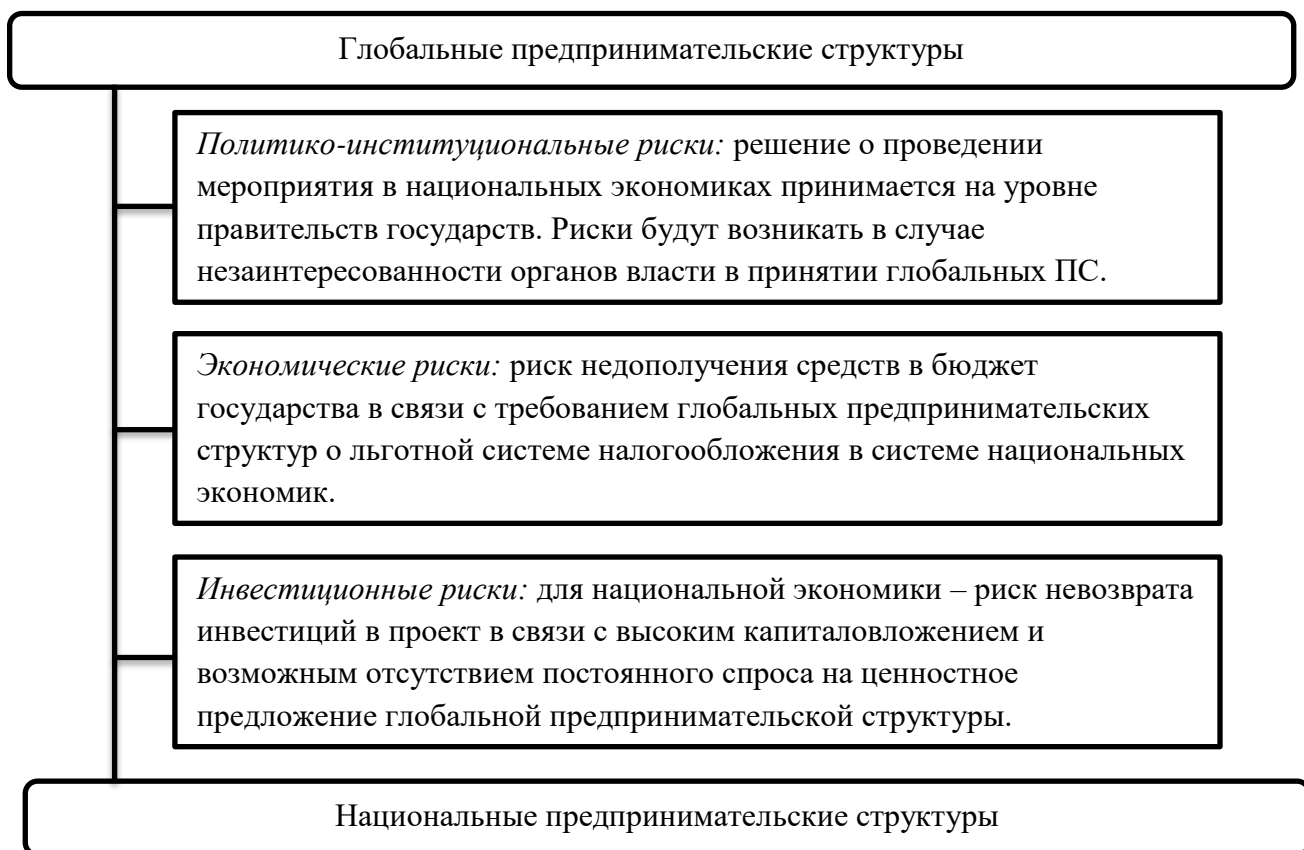 Глобальные предпринимательские структуры
Политико-институциональные риски: решение о проведении
мероприятия в национальных экономиках принимается на уровне
правительств государств. Риски будут возникать в случае
незаинтересованности органов власти в принятии глобальных ПС.
Экономические риски: риск недополучения средств в бюджет
государства в связи с требованием глобальных предпринимательских
структур о льготной системе налогообложения в системе национальных
экономик.
Инвестиционные риски: для национальной экономики – риск невозврата
инвестиций в проект в связи с высоким капиталовложением и
возможным отсутствием постоянного спроса на ценностное
предложение глобальной предпринимательской структуры.
Национальные предпринимательские структуры